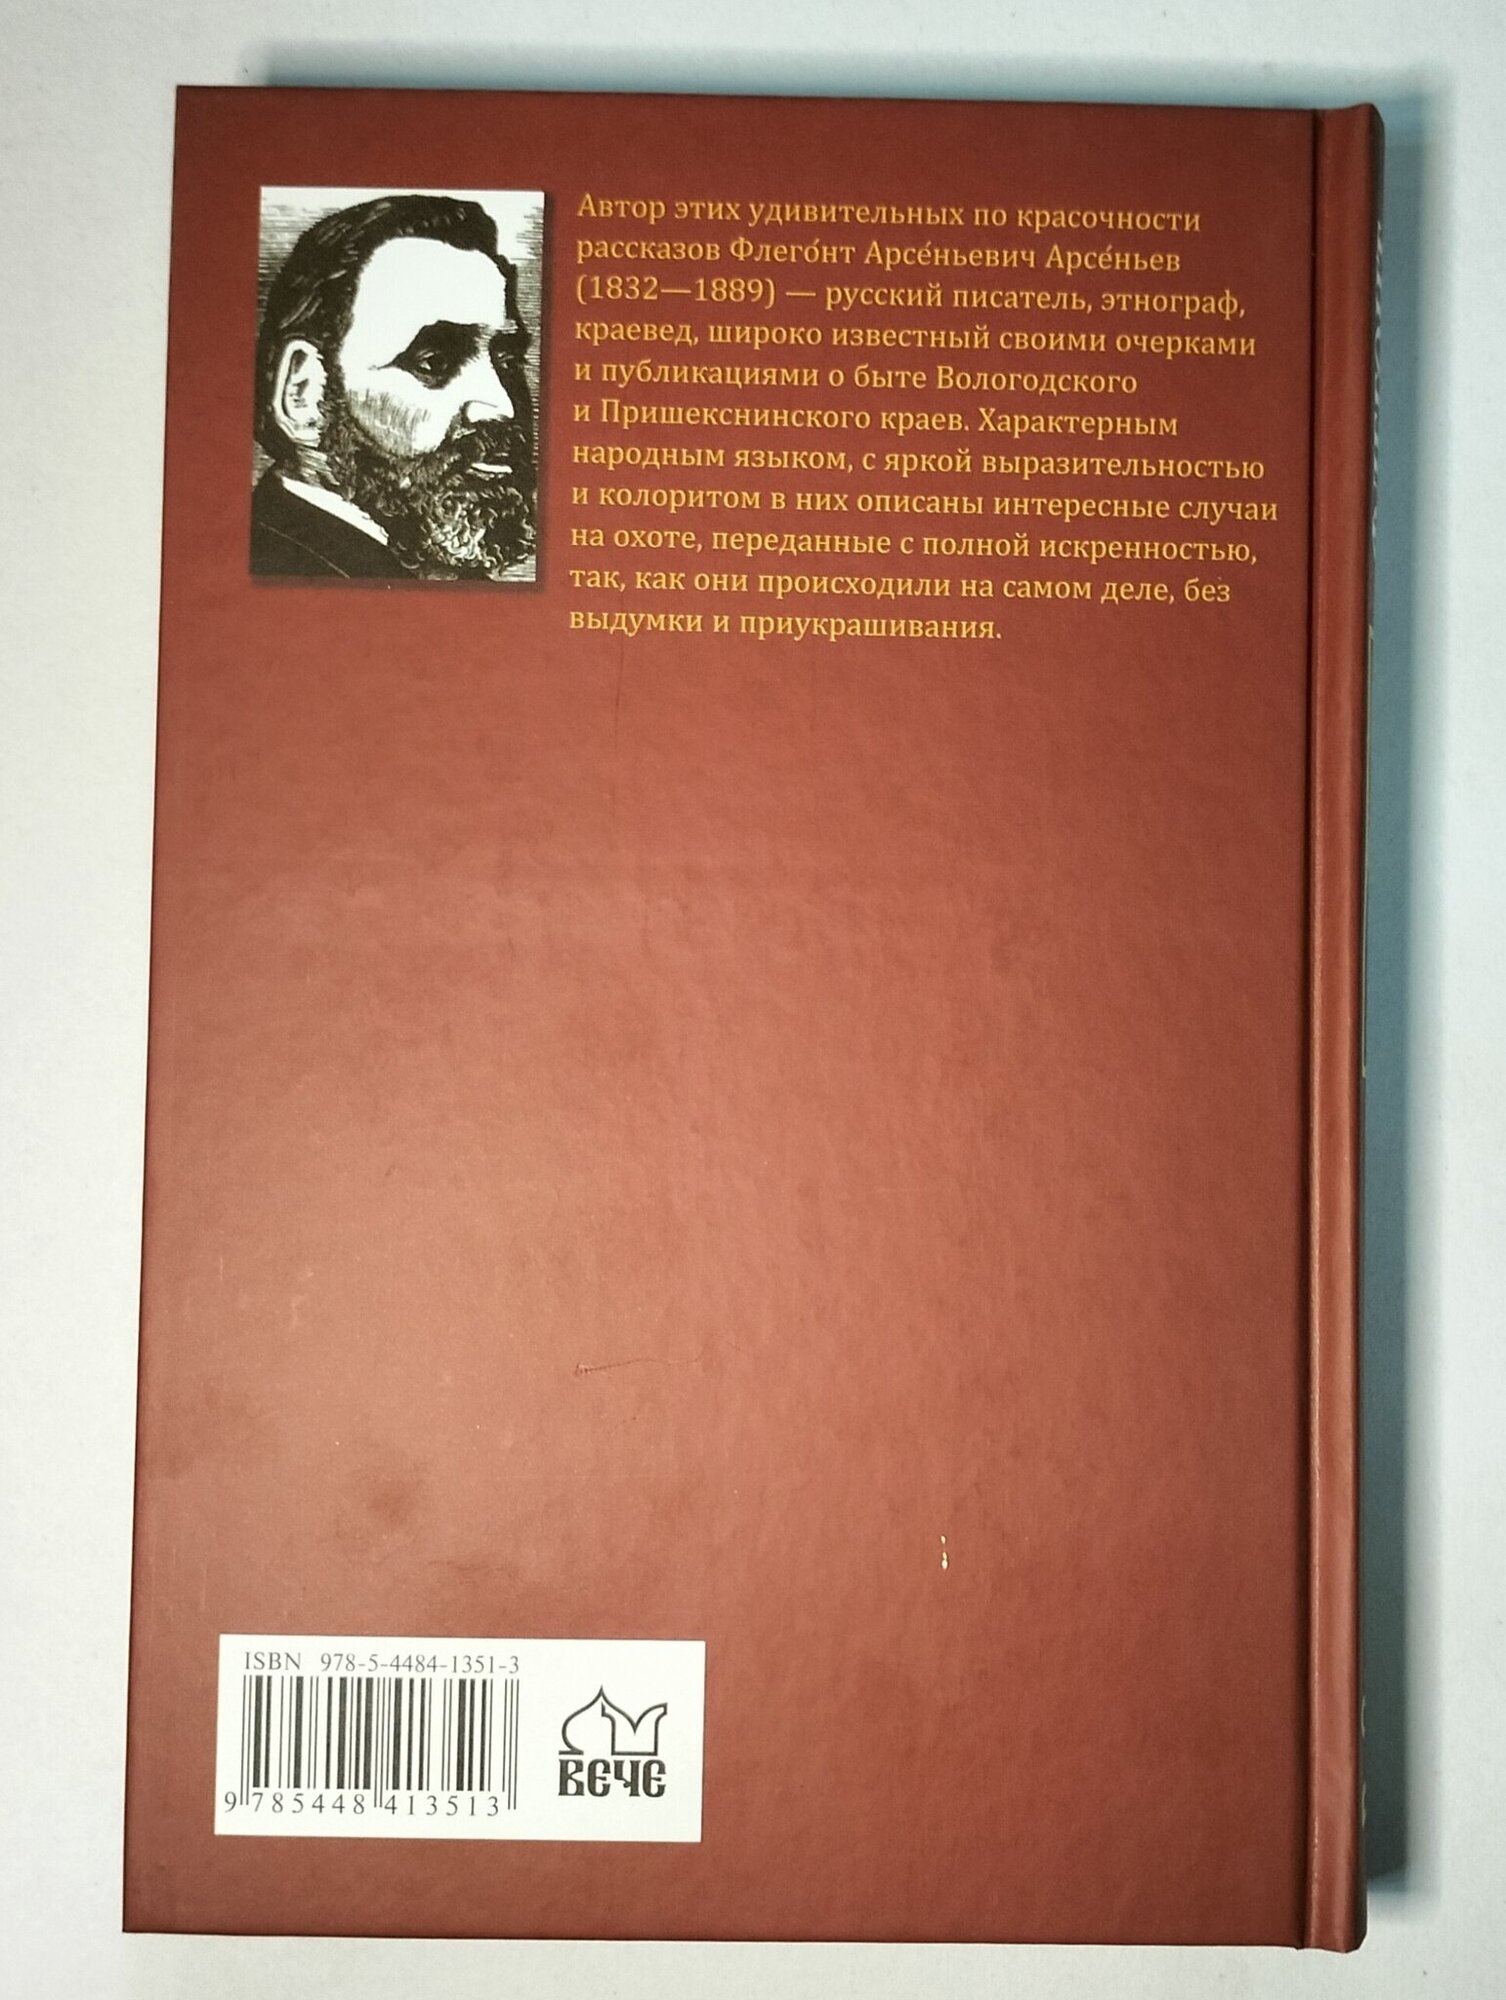 Автор этих удивительных по красочности
рассказов Флего́нт Арсе́ньевич Арсе́ньев
(1832—1889) — русский писатель, этнограф,
краевед, широко известный своими очерками
и публикациями о быте Вологодского
и Пришекснинского краев. Характерным
народным языком, с яркой выразительностью
и колоритом в них описаны интересные случаи
на охоте, переданные с полной искренностью,
так, как они происходили на самом деле, без
выдумки и приукрашивания.
ISBN 978-5-4484-1351-3
9 785448 413513
ВЕЧЕ